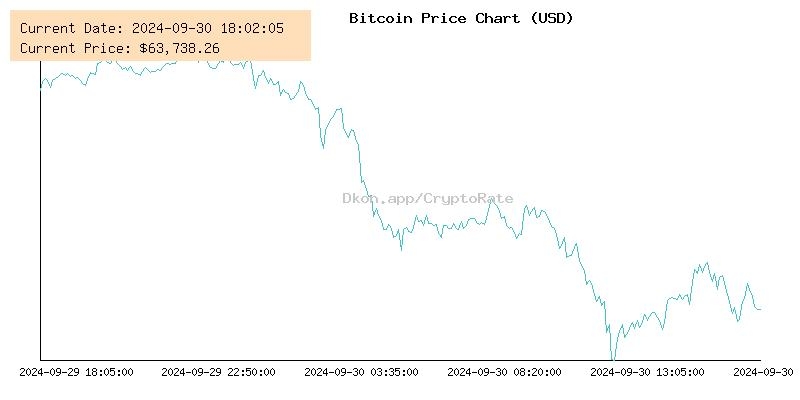 Bitcoin Price Chart (USD)
Current Date: 2024-09-30 18:02:05
Current Price: $63,738.26
Dkon.app/CryptoRate
2024-09-29 18:05:00 2024-09-29 22:50:00 2024-09-30 03:35:00 2024-09-30 08:20:00 2024-09-30 13:05:00 2024-09-30